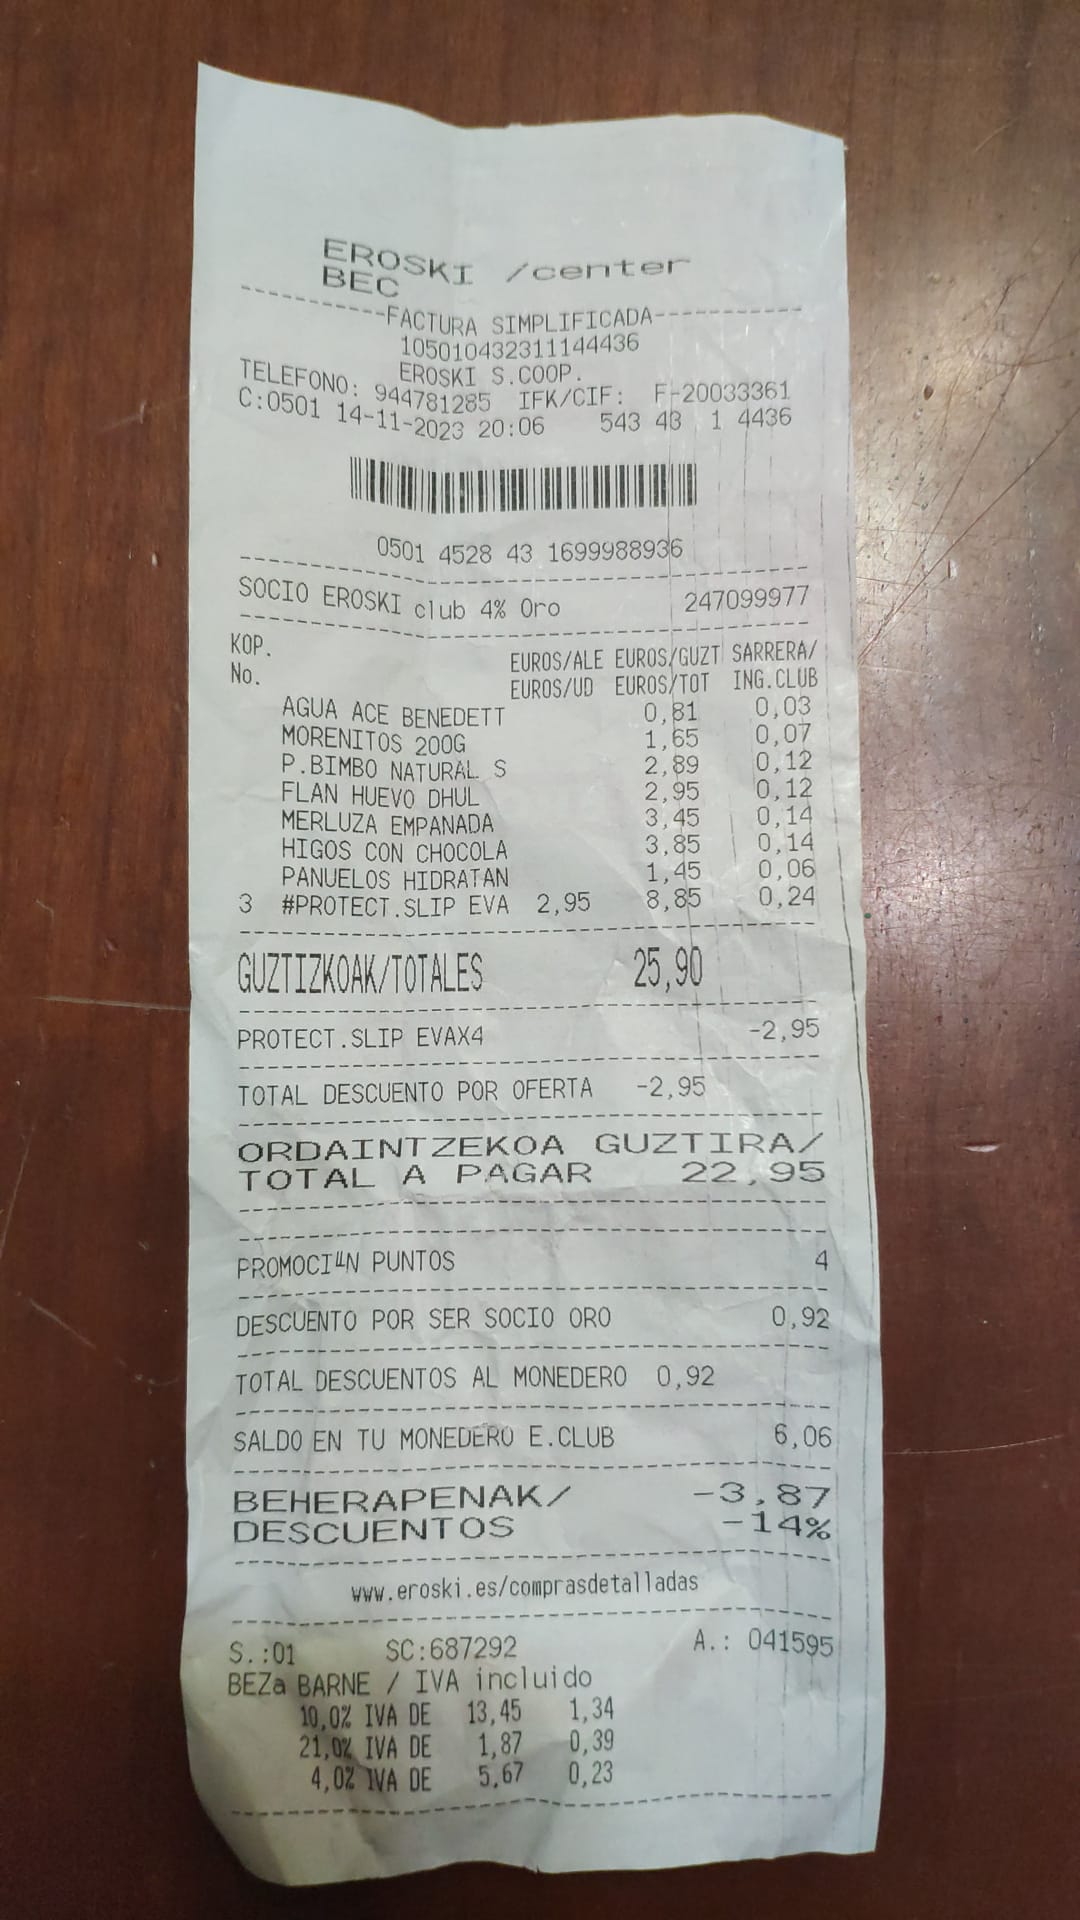 EROSKI /center
BEC
FACTURA SIMPLIFICADA
105010432311144436
EROSKI S.COOP.
TELEFONO: 944781285 IFK/CIF: F-20033361
C:0501 14-11-2023 20:06 543 43 1 4436
0501 4528 43 1699988936
SOCIO EROSKI club 4% Oro 247099977
KOP. EUROS/ALE EUROS/GUZT SARRERA/
No. EUROS/UD EUROS/TOT ING.CLUB
AGUA ACE BENEDETT 0,81 0,03
MORENITOS 200G 1,65 0,07
P.BIMBO NATURAL S 2,89 0,12
FLAN HUEVO DHUL 2,95 0,12
MERLUZA EMPANADA 3,45 0,14
HIGOS CON CHOCOLA 3,85 0,14
PANUELOS HIDRATAN 1,45 0,06
3 #PROTECT.SLIP EVA 2,95 8,85 0,24
GUZTIZKOAK/TOTALES 25,90
PROTECT.SLIP EVAX4 -2,95
TOTAL DESCUENTO POR OFERTA -2,95
ORDAINTZEKOA GUZTIRA/
TOTAL A PAGAR 22,95
PROMOCI╨N PUNTOS 4
DESCUENTO POR SER SOCIO ORO 0,92
TOTAL DESCUENTOS AL MONEDERO 0,92
SALDO EN TU MONEDERO E.CLUB 6,06
BEHERAPENAK/ -3,87
DESCUENTOS -14%
www.eroski.es/comprasdetalladas
S.:01 SC:687292 A.: 041595
BEZa BARNE / IVA incluido
10,0% IVA DE 13,45 1,34
21,0% IVA DE 1,87 0,39
4,0% IVA DE 5,67 0,23